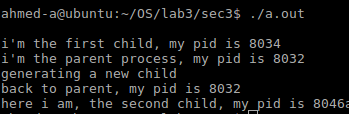 ahmed-a@ubuntu:~/OS/lab3/sec3$ ./a.out
i'm the first child, my pid is 8034
i'm the parent process, my pid is 8032
generating a new child
back to parent, my pid is 8032
here i am, the second child, my pid is 8046a